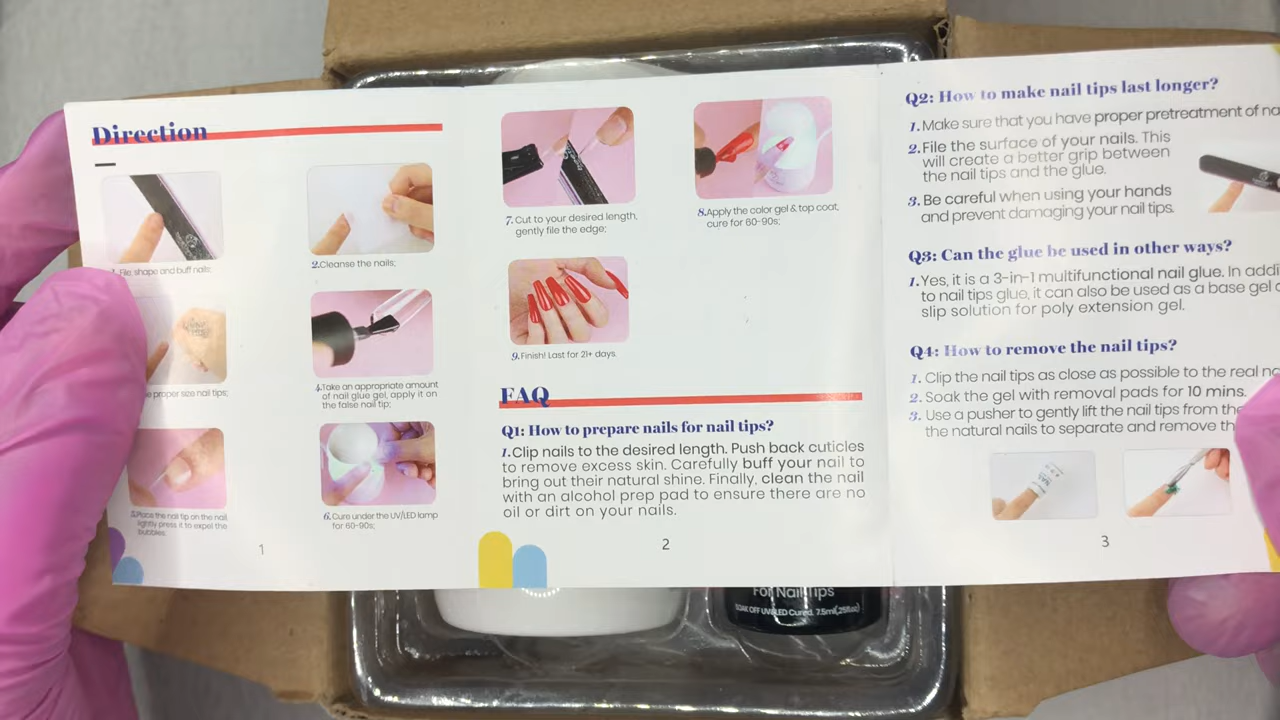 Direction
1. File, shape and buff nails;
2.Cleanse the nails;
proper size nail tips;
4.Take an appropriate amount
of nail glue gel, apply it on
the false nail tip;
5.Place the nail tip on the nail,
lightly press it to expel the
bubbles;
6.Cure under the UV/LED lamp
for 60-90s;
1
7.Cut to your desired length,
gently file the edge;
8.Apply the color gel & top coat,
cure for 60-90s;
9.Finish! Last for 21+ days.
FAQ
Q1: How to prepare nails for nail tips?
1.Clip nails to the desired length. Push back cuticles
to remove excess skin. Carefully buff your nail to
bring out their natural shine. Finally, clean the nail
with an alcohol prep pad to ensure there are no
oil or dirt on your nails.
2
Q2: How to make nail tips last longer?
1.Make sure that you have proper pretreatment of na
2.File the surface of your nails. This
will create a better grip between
the nail tips and the glue.
3. Be careful when using your hands
and prevent damaging your nail tips.
Q3: Can the glue be used in other ways?
1.Yes, it is a 3-in-1 multifunctional nail glue. In addi
to nail tips glue, it can also be used as a base gel
slip solution for poly extension gel.
Q4: How to remove the nail tips?
1. Clip the nail tips as close as possible to the real na
2. Soak the gel with removal pads for 10 mins.
3. Use a pusher to gently lift the nail tips from the
the natural nails to separate and remove th
3
For Nail Tips
SOAK OFF UV/LED Cured. 7.5ml(.25floz)